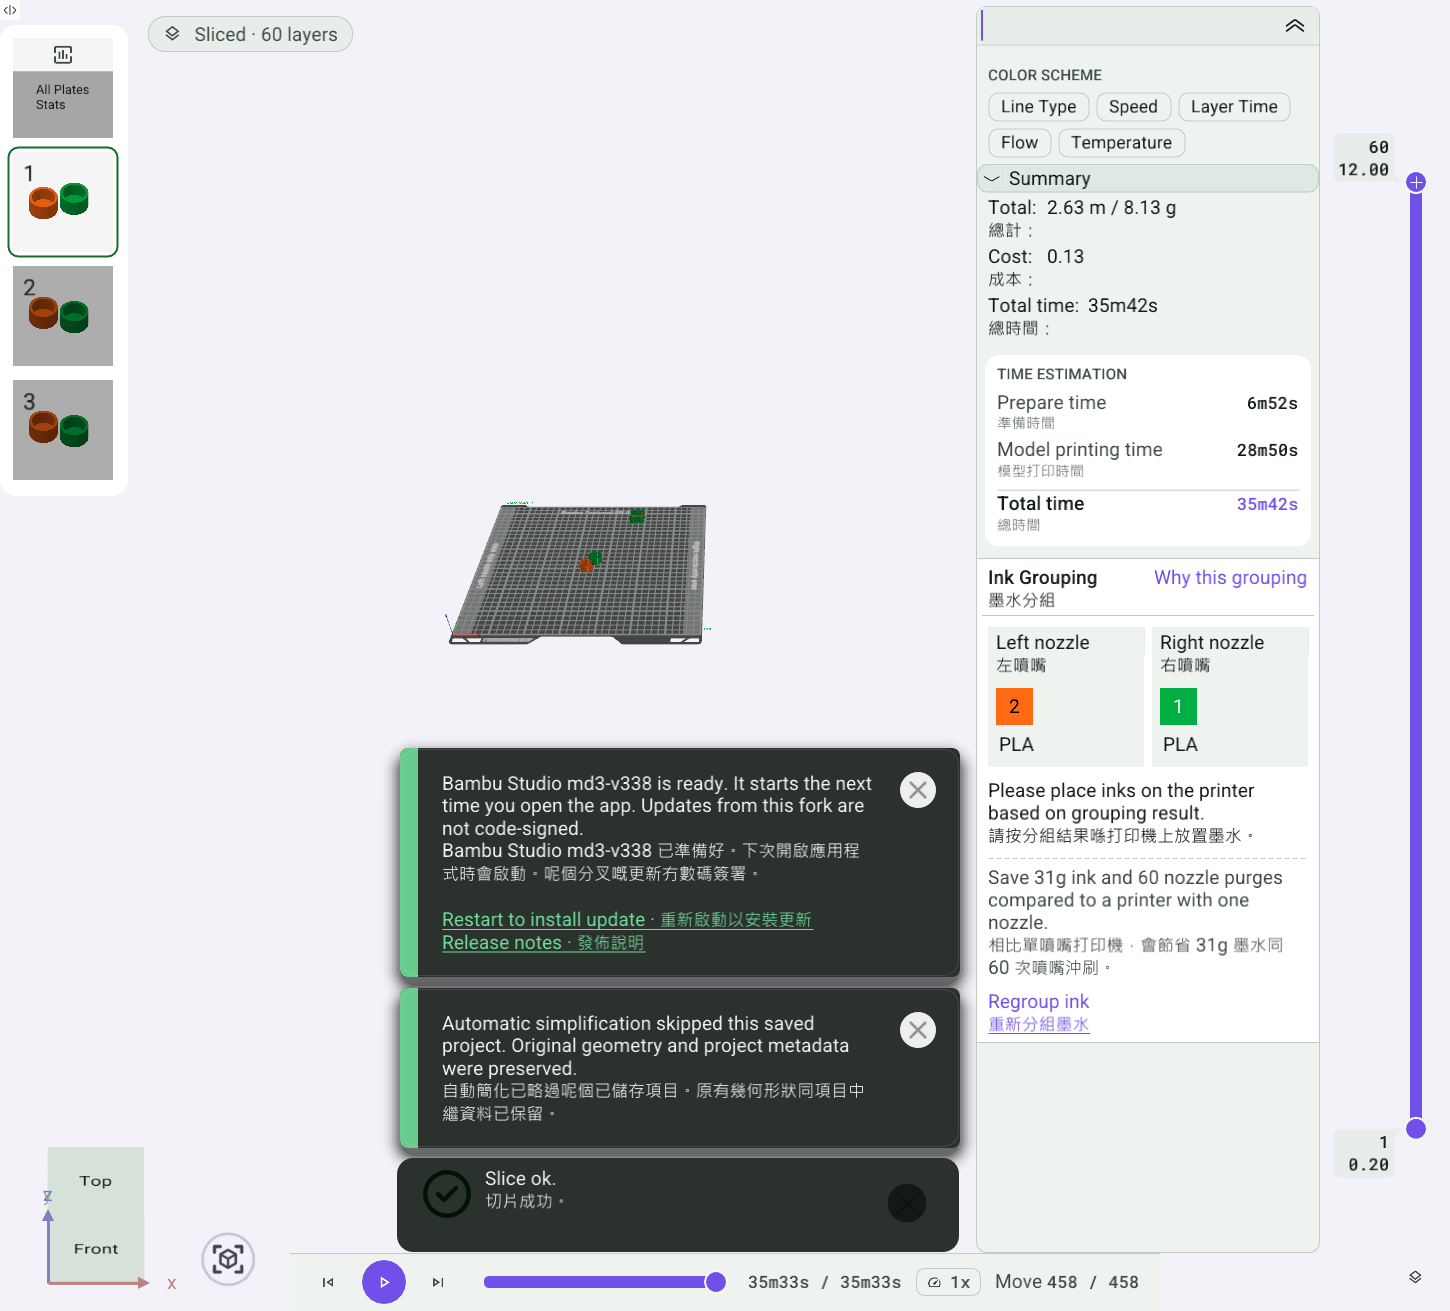 Sliced · 60 layers
All Plates
Stats
1
2
3
COLOR SCHEME
Line Type
Speed
Layer Time
Flow
Temperature
Summary
Total: 2.63 m / 8.13 g
總計：
Cost: 0.13
成本：
Total time: 35m42s
總時間：
TIME ESTIMATION
Prepare time 6m52s
準備時間
Model printing time 28m50s
模型打印時間
Total time 35m42s
總時間
Ink Grouping Why this grouping
墨水分組
Left nozzle
左噴嘴
2
PLA
Right nozzle
右噴嘴
1
PLA
Please place inks on the printer
based on grouping result.
請按分組結果喺打印機上放置墨水。
Save 31g ink and 60 nozzle purges
compared to a printer with one
nozzle.
相比單噴嘴打印機，會節省 31g 墨水同
60 次噴嘴沖刷。
Regroup ink
重新分組墨水
60
12.00
1
0.20
Bambu Studio md3-v338 is ready. It starts the next
time you open the app. Updates from this fork are
not code-signed.
Bambu Studio md3-v338 已準備好。下次開啟應用程
式時會啟動。呢個分叉嘅更新冇數碼簽署。
Restart to install update · 重新啟動以安裝更新
Release notes · 發佈說明
Automatic simplification skipped this saved
project. Original geometry and project metadata
were preserved.
自動簡化已略過呢個已儲存項目。原有幾何形狀同項目中
繼資料已保留。
Slice ok.
切片成功。
Top
Front
Z
X
35m33s / 35m33s
1x
Move 458 / 458